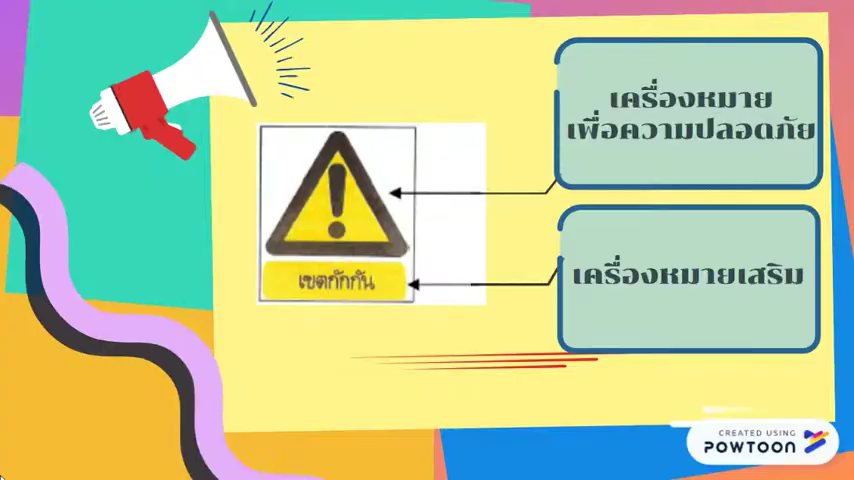 เครื่องหมาย
เพื่อความปลอดภัย
เขตกักกัน
เครื่องหมายเสริม
CREATED USING
POWTOON